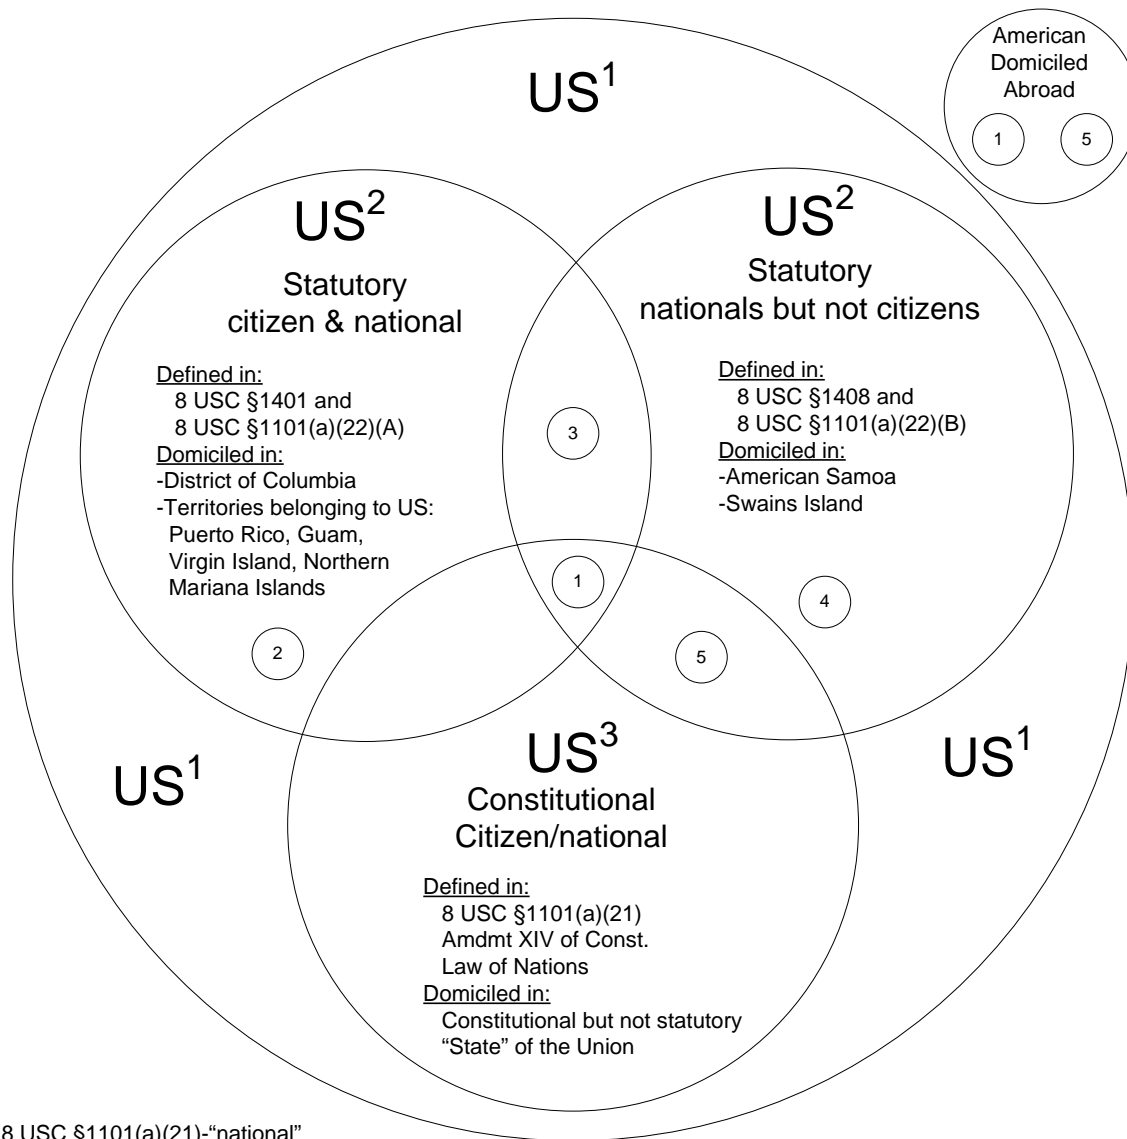 US¹
American
Domiciled
Abroad
1 5
US²
Statutory
citizen & national
Defined in:
8 USC §1401 and
8 USC §1101(a)(22)(A)
Domiciled in:
-District of Columbia
-Territories belonging to US:
Puerto Rico, Guam,
Virgin Island, Northern
Mariana Islands
2
US²
Statutory
nationals but not citizens
Defined in:
8 USC §1408 and
8 USC §1101(a)(22)(B)
Domiciled in:
-American Samoa
-Swains Island
3
1
4
5
US¹
US³
US¹
Constitutional
Citizen/national
Defined in:
8 USC §1101(a)(21)
Amdmt XIV of Const.
Law of Nations
Domiciled in:
Constitutional but not statutory
“State” of the Union
8 USC §1101(a)(21)-“national”